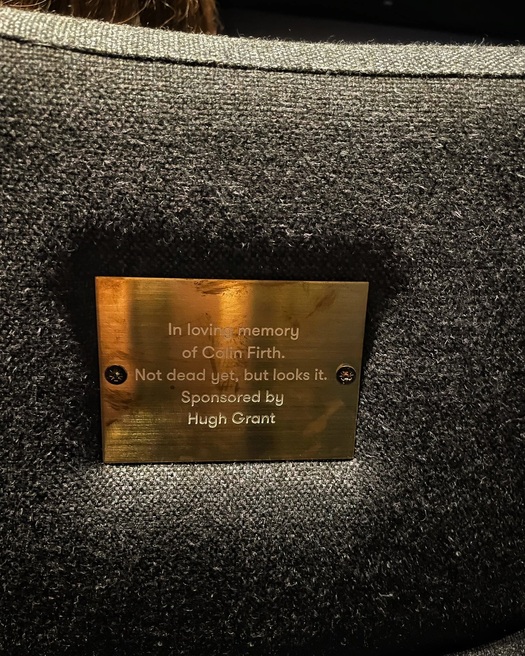 In loving memory
of Colin Firth.
Not dead yet, but looks it.
Sponsored by
Hugh Grant